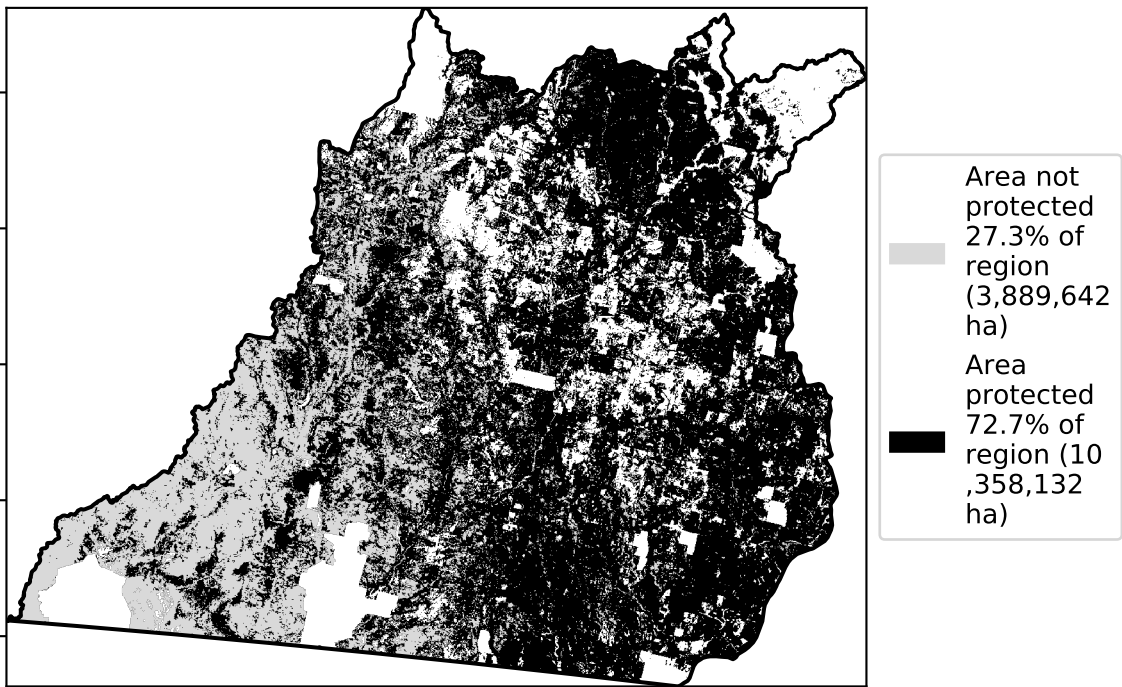 Area not
protected
27.3% of
region
(3,889,642
ha)
Area
protected
72.7% of
region (10
,358,132
ha)